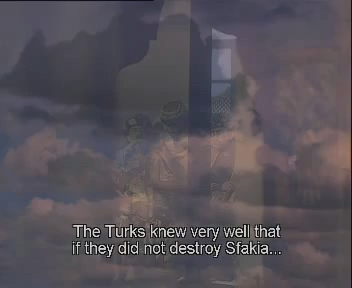 The Turks knew very well that
if they did not destroy Sfakia...